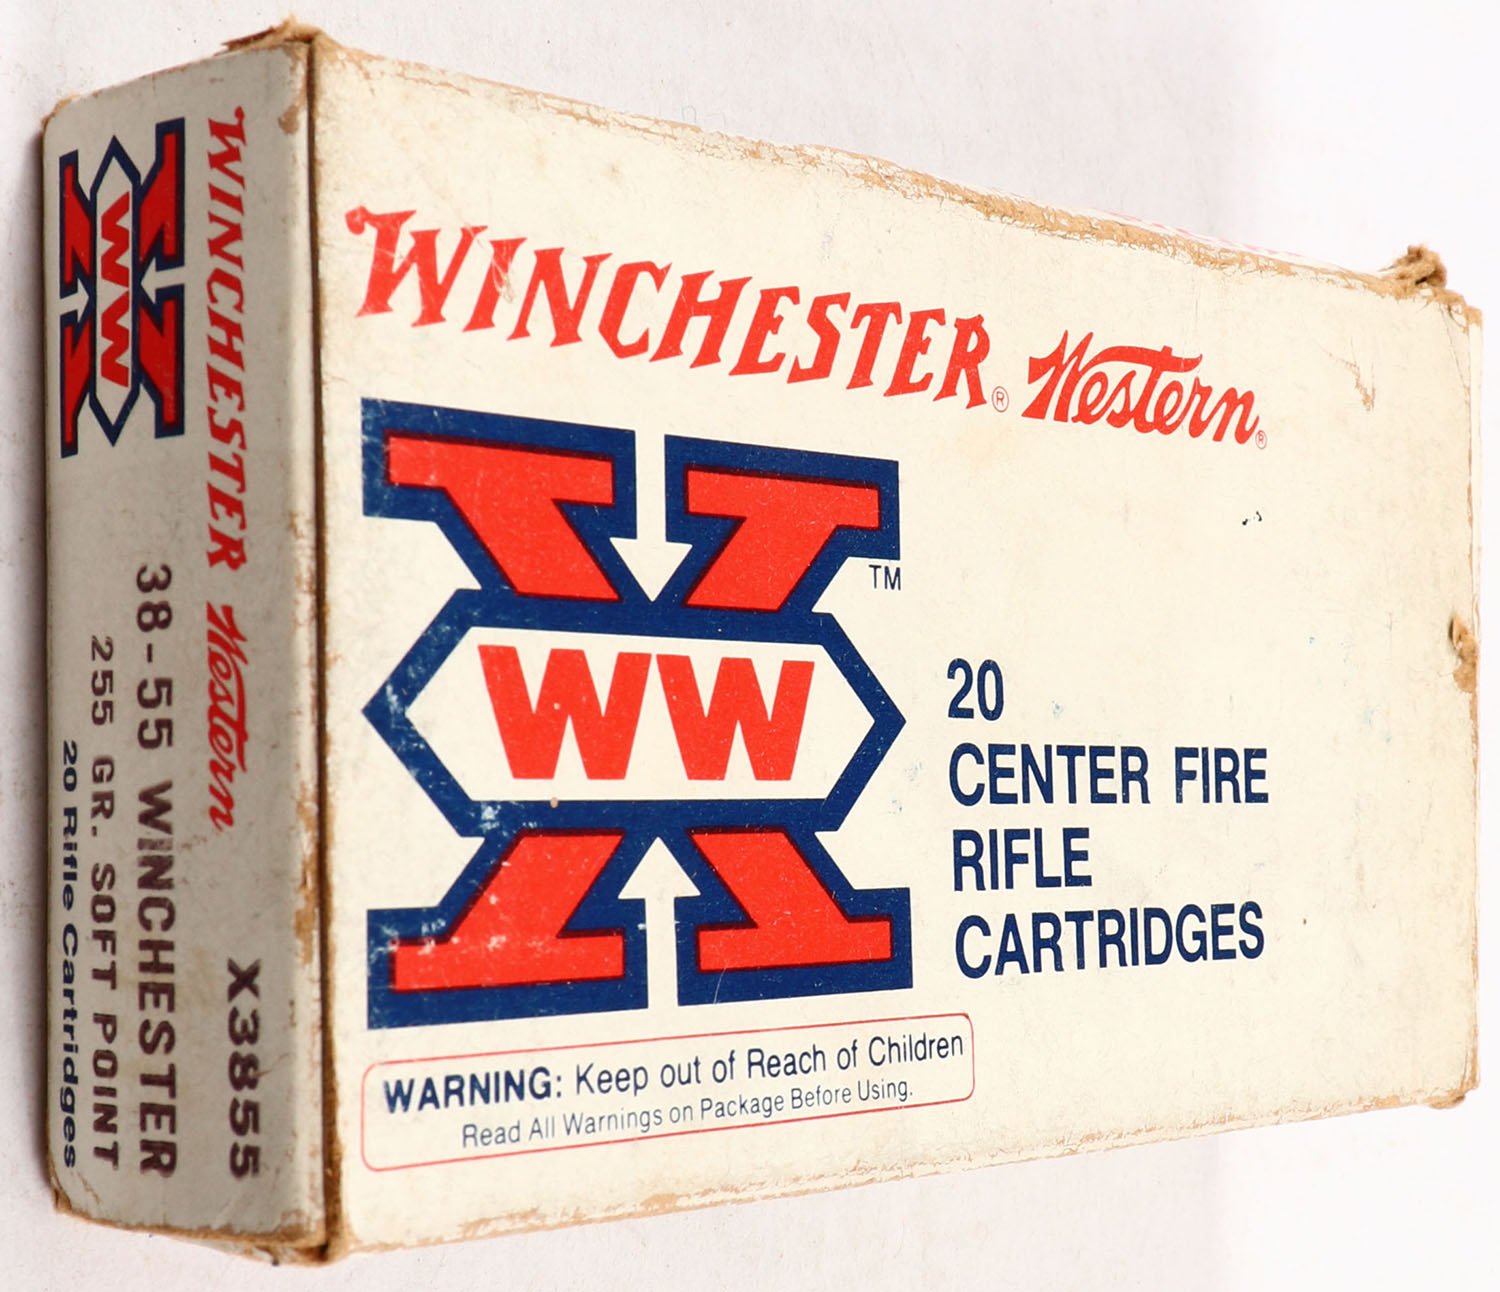 WINCHESTER® Western®
WW
TM
20
CENTER FIRE
RIFLE
CARTRIDGES
WARNING: Keep out of Reach of Children
Read All Warnings on Package Before Using.
WINCHESTER Western X3855
WW
38-55 WINCHESTER
255 GR. SOFT POINT
20 Rifle Cartridges